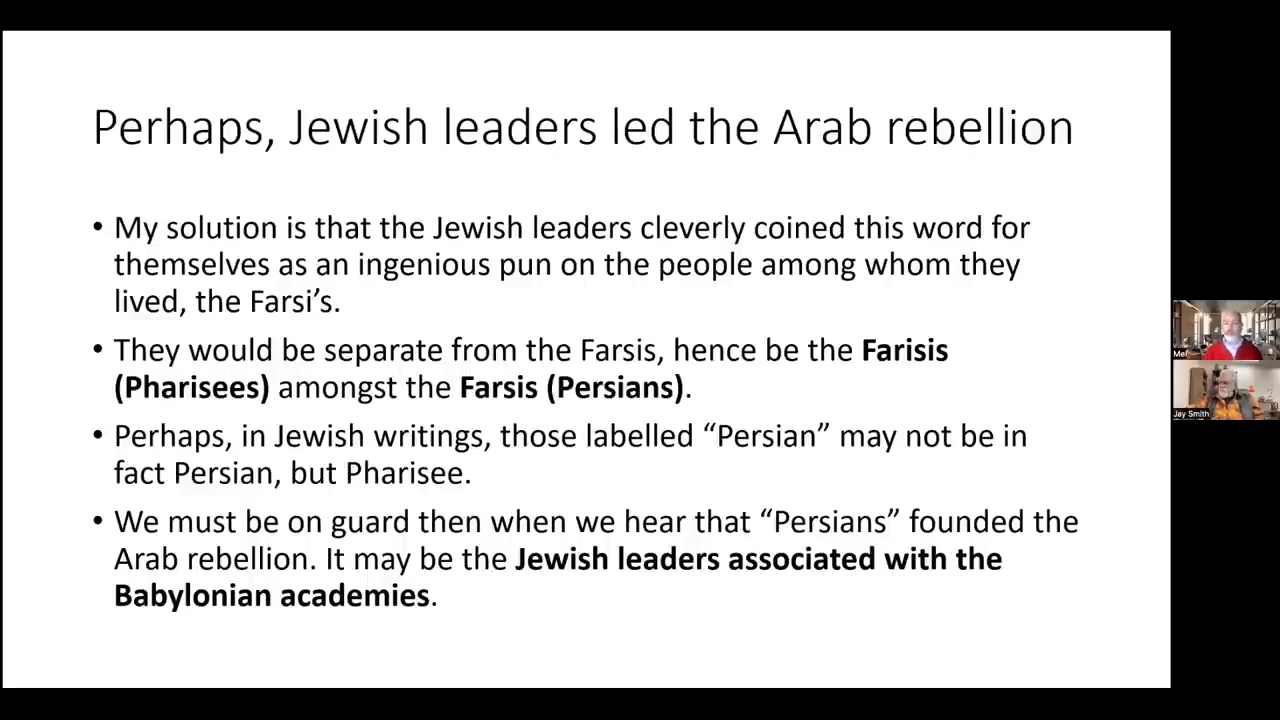 Perhaps, Jewish leaders led the Arab rebellion
• My solution is that the Jewish leaders cleverly coined this word for
themselves as an ingenious pun on the people among whom they
lived, the Farsi’s.
• They would be separate from the Farsis, hence be the Farisis
(Pharisees) amongst the Farsis (Persians).
• Perhaps, in Jewish writings, those labelled “Persian” may not be in
fact Persian, but Pharisee.
• We must be on guard then when we hear that “Persians” founded the
Arab rebellion. It may be the Jewish leaders associated with the
Babylonian academies.
Mel
Jay Smith